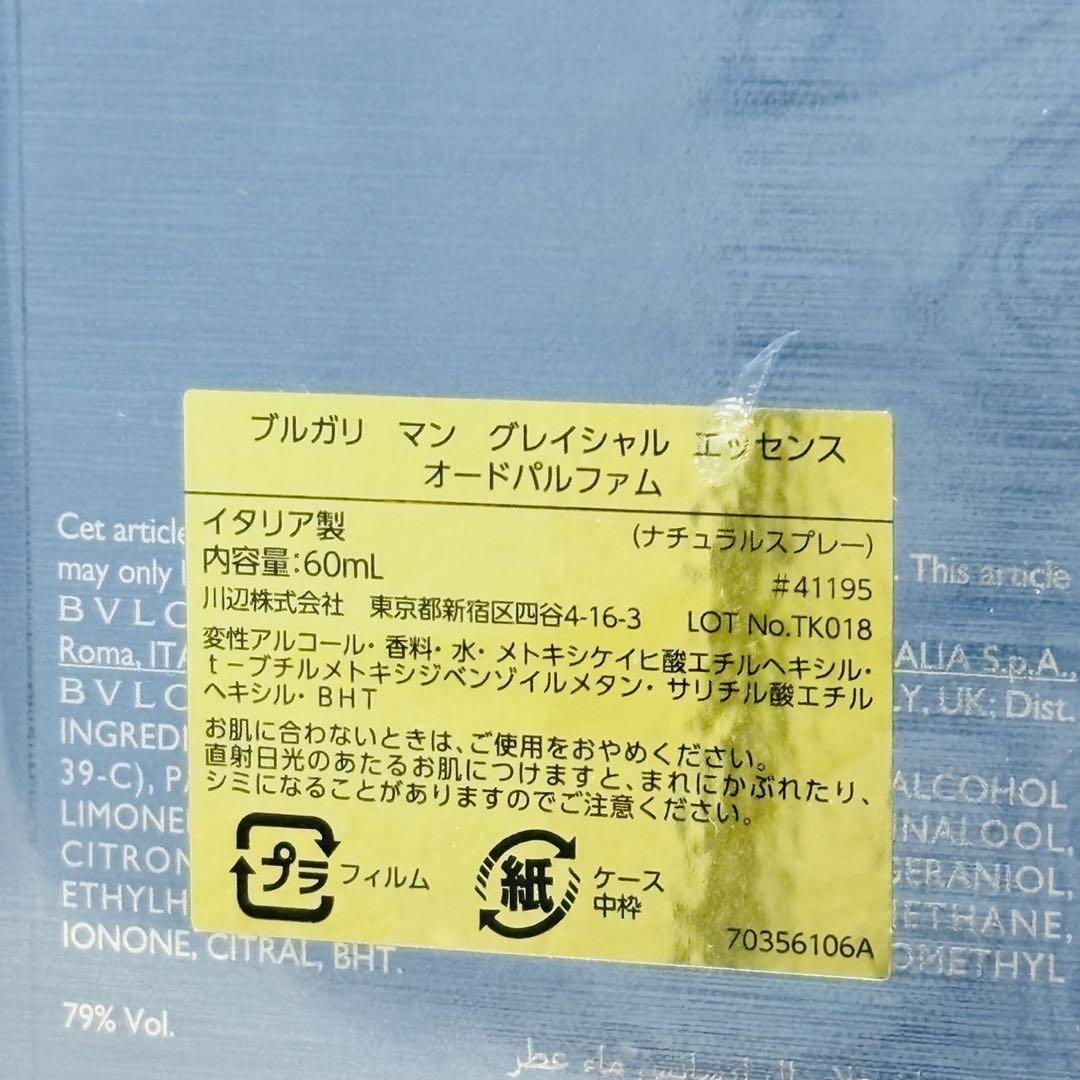 ブルガリ マン グレイシャル エッセンス
オードパルファム
イタリア製 (ナチュラルスプレー)
内容量:60mL #41195
川辺株式会社 東京都新宿区四谷4-16-3 LOT No.TK018
変性アルコール・香料・水・メトキシケイヒ酸エチルヘキシル・
t-ブチルメトキシジベンゾイルメタン・サリチル酸エチル
ヘキシル・BHT
お肌に合わないときは、ご使用をおやめください。
直射日光のあたるお肌につけますと、まれにかぶれたり、
シミになることがありますのでご注意ください。
プラ フィルム
紙 ケース
中枠
70356106A
Cet article
. This article
may only
BVLG
Roma, ITA
ALIA S.p.A.,
BVLG
LY, UK; Dist.
INGREDI
39-C), PA
ALCOHOL
LIMONE
LINALOOL,
CITRON
GERANIOL,
ETHYLH
METHANE,
IONONE, CITRAL, BHT.
OMETHYL
79% Vol.
ماء عطر